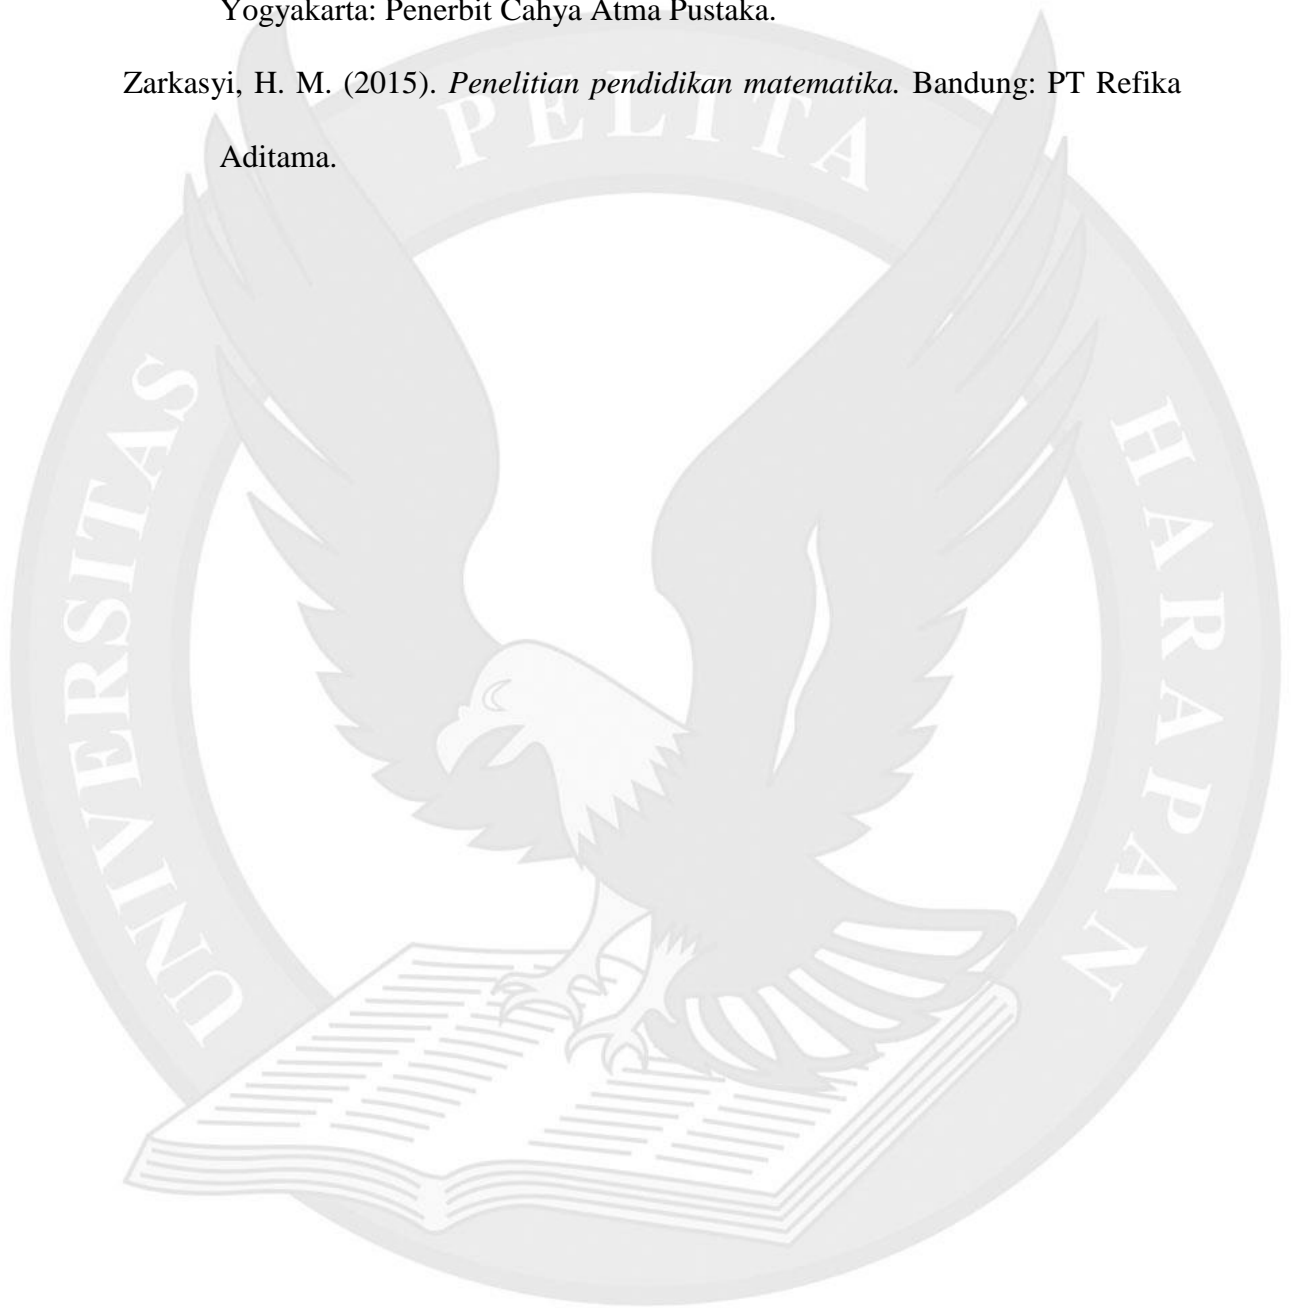 Yogyakarta: Penerbit Cahya Atma Pustaka.
Zarkasyi, H. M. (2015). Penelitian pendidikan matematika. Bandung: PT Refika
Aditama.
PELITA
UNIVERSITAS
HARAPAN